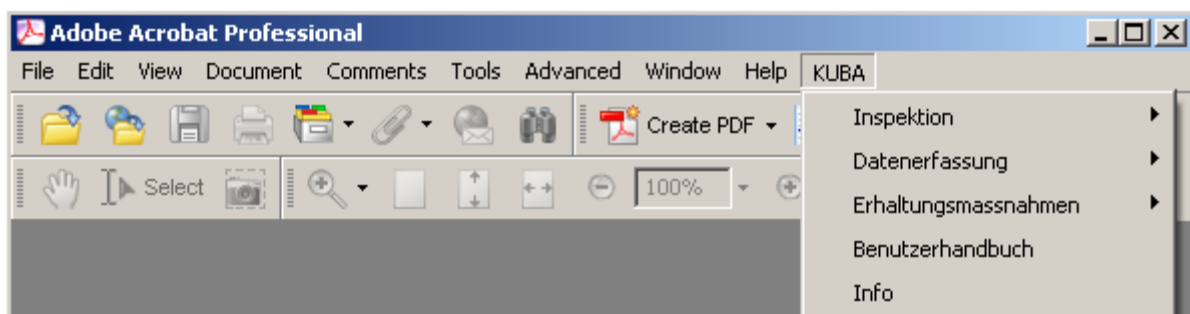 Adobe Acrobat Professional
File Edit View Document Comments Tools Advanced Window Help KUBA
Create PDF
Select 100%
Inspektion
Datenerfassung
Erhaltungsmassnahmen
Benutzerhandbuch
Info